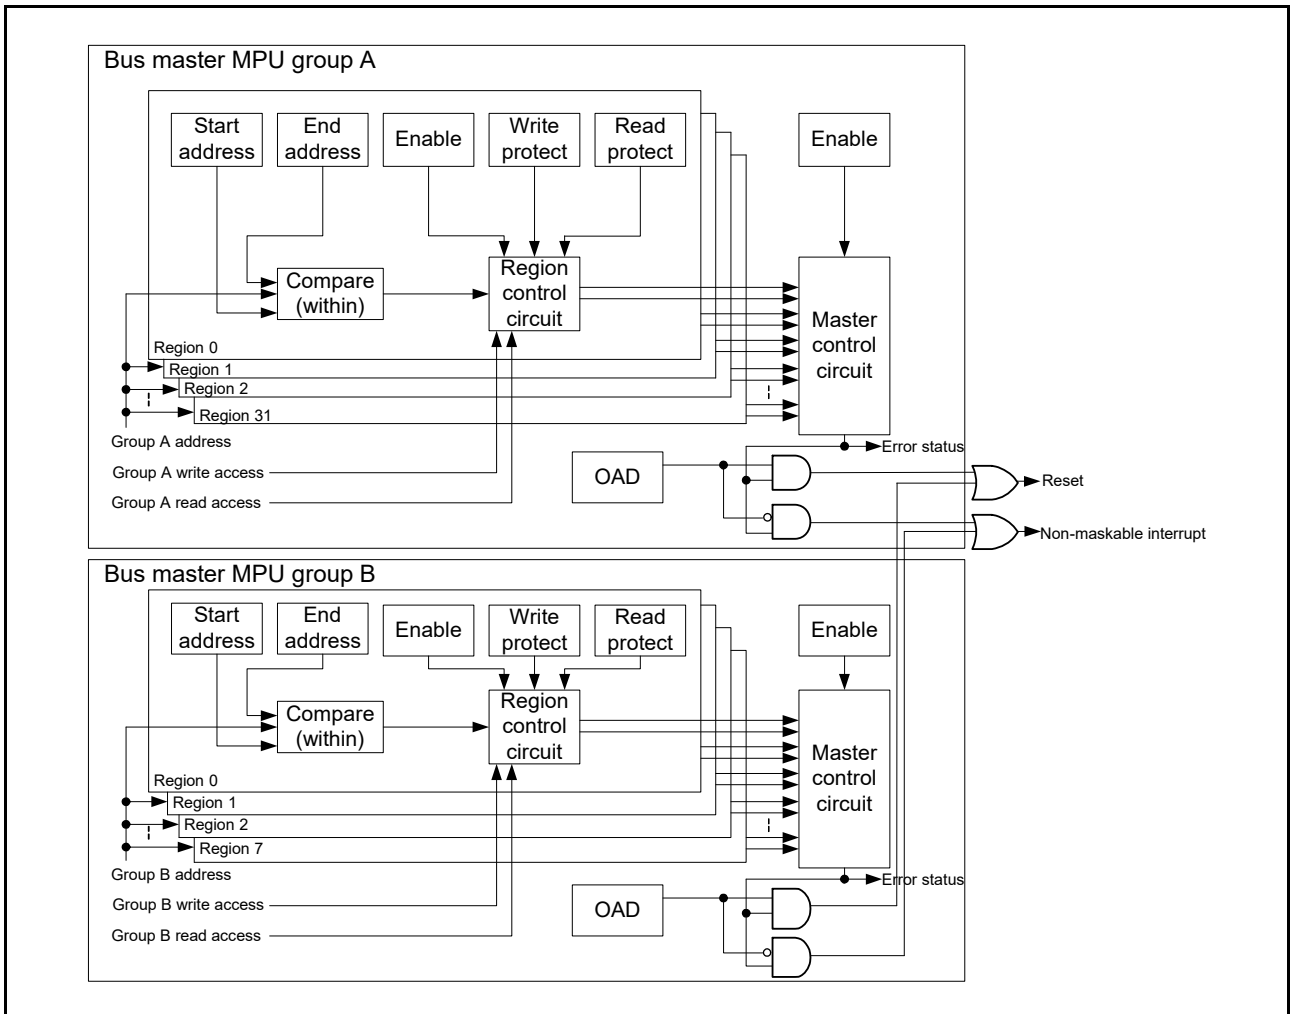 Bus master MPU group A
Start
address
End
address
Enable
Write
protect
Read
protect
Enable
Compare
(within)
Region
control
circuit
Master
control
circuit
Region 0
Region 1
Region 2
Region 31
Group A address
Group A write access
Group A read access
OAD
Error status
Reset
Non-maskable interrupt
Bus master MPU group B
Start
address
End
address
Enable
Write
protect
Read
protect
Enable
Compare
(within)
Region
control
circuit
Master
control
circuit
Region 0
Region 1
Region 2
Region 7
Group B address
Group B write access
Group B read access
OAD
Error status